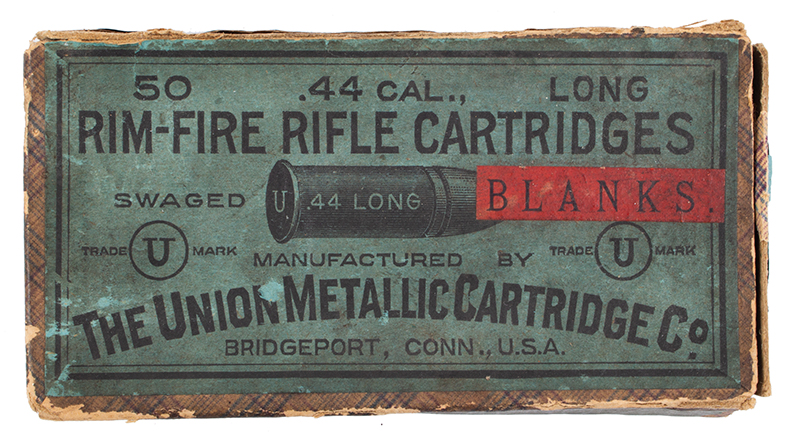 50 .44 CAL., LONG
RIM-FIRE RIFLE CARTRIDGES
SWAGED U .44 LONG BLANKS.
TRADE U MARK TRADE U MARK
MANUFACTURED BY
THE UNION METALLIC CARTRIDGE CO.
BRIDGEPORT, CONN., U.S.A.